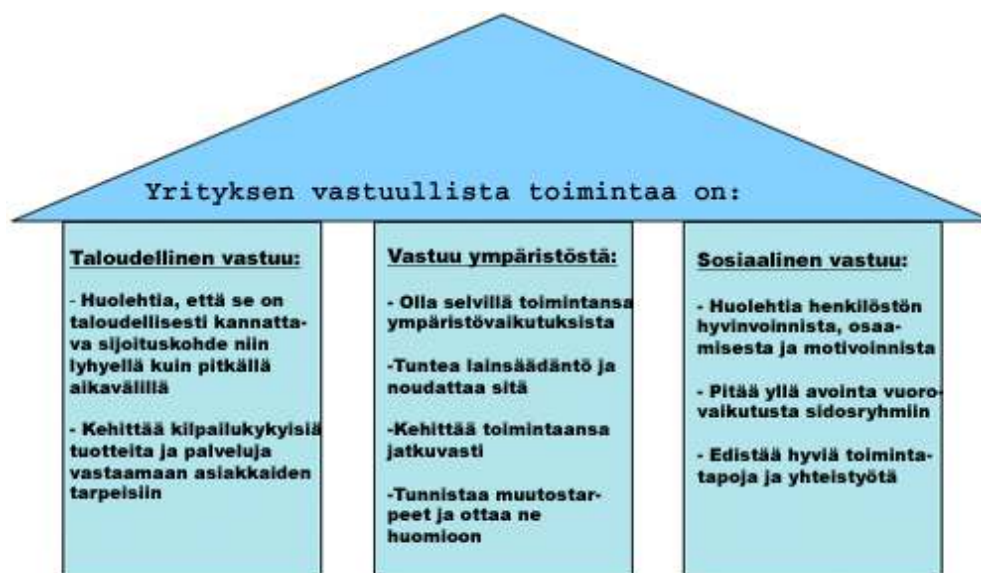 Yrityksen vastuullista toimintaa on:
Taloudellinen vastuu:
- Huolehtia, että se on
taloudellisesti kannatta-
va sijoituskohde niin
lyhyellä kuin pitkällä
aikavälillä
- Kehittää kilpailukykyisiä
tuotteita ja palveluja
vastaamaan asiakkaiden
tarpeisiin
Vastuu ympäristöstä:
- Olla selvillä toimintansa
ympäristövaikutuksista
-Tuntea lainsäädäntö ja
noudattaa sitä
-Kehittää toimintaansa
jatkuvasti
-Tunnistaa muutostar-
peet ja ottaa ne
huomioon
Sosiaalinen vastuu:
- Huolehtia henkilöstön
hyvinvoinnista, osaa-
misesta ja motivoinnista
- Pitää yllä avointa vuoro-
vaikutusta sidosryhmiin
- Edistää hyviä toiminta-
tapoja ja yhteistyötä